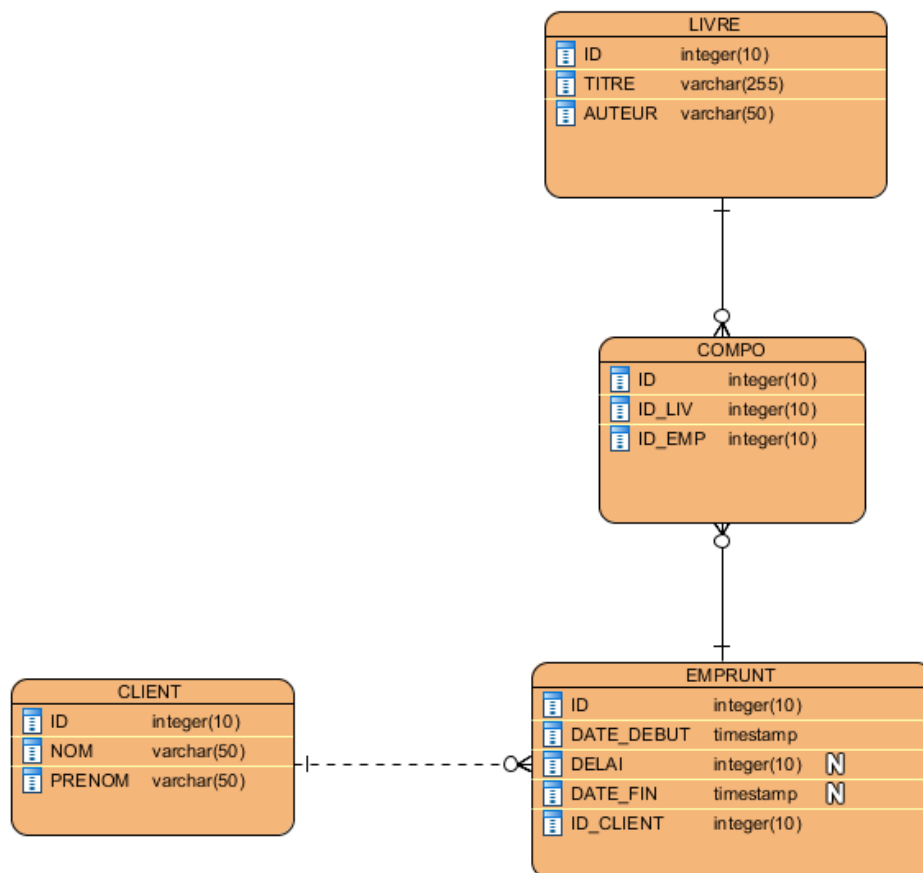 LIVRE
ID integer(10)
TITRE varchar(255)
AUTEUR varchar(50)
COMPO
ID integer(10)
ID_LIV integer(10)
ID_EMP integer(10)
CLIENT
ID integer(10)
NOM varchar(50)
PRENOM varchar(50)
EMPRUNT
ID integer(10)
DATE_DEBUT timestamp
DELAI integer(10) N
DATE_FIN timestamp N
ID_CLIENT integer(10)